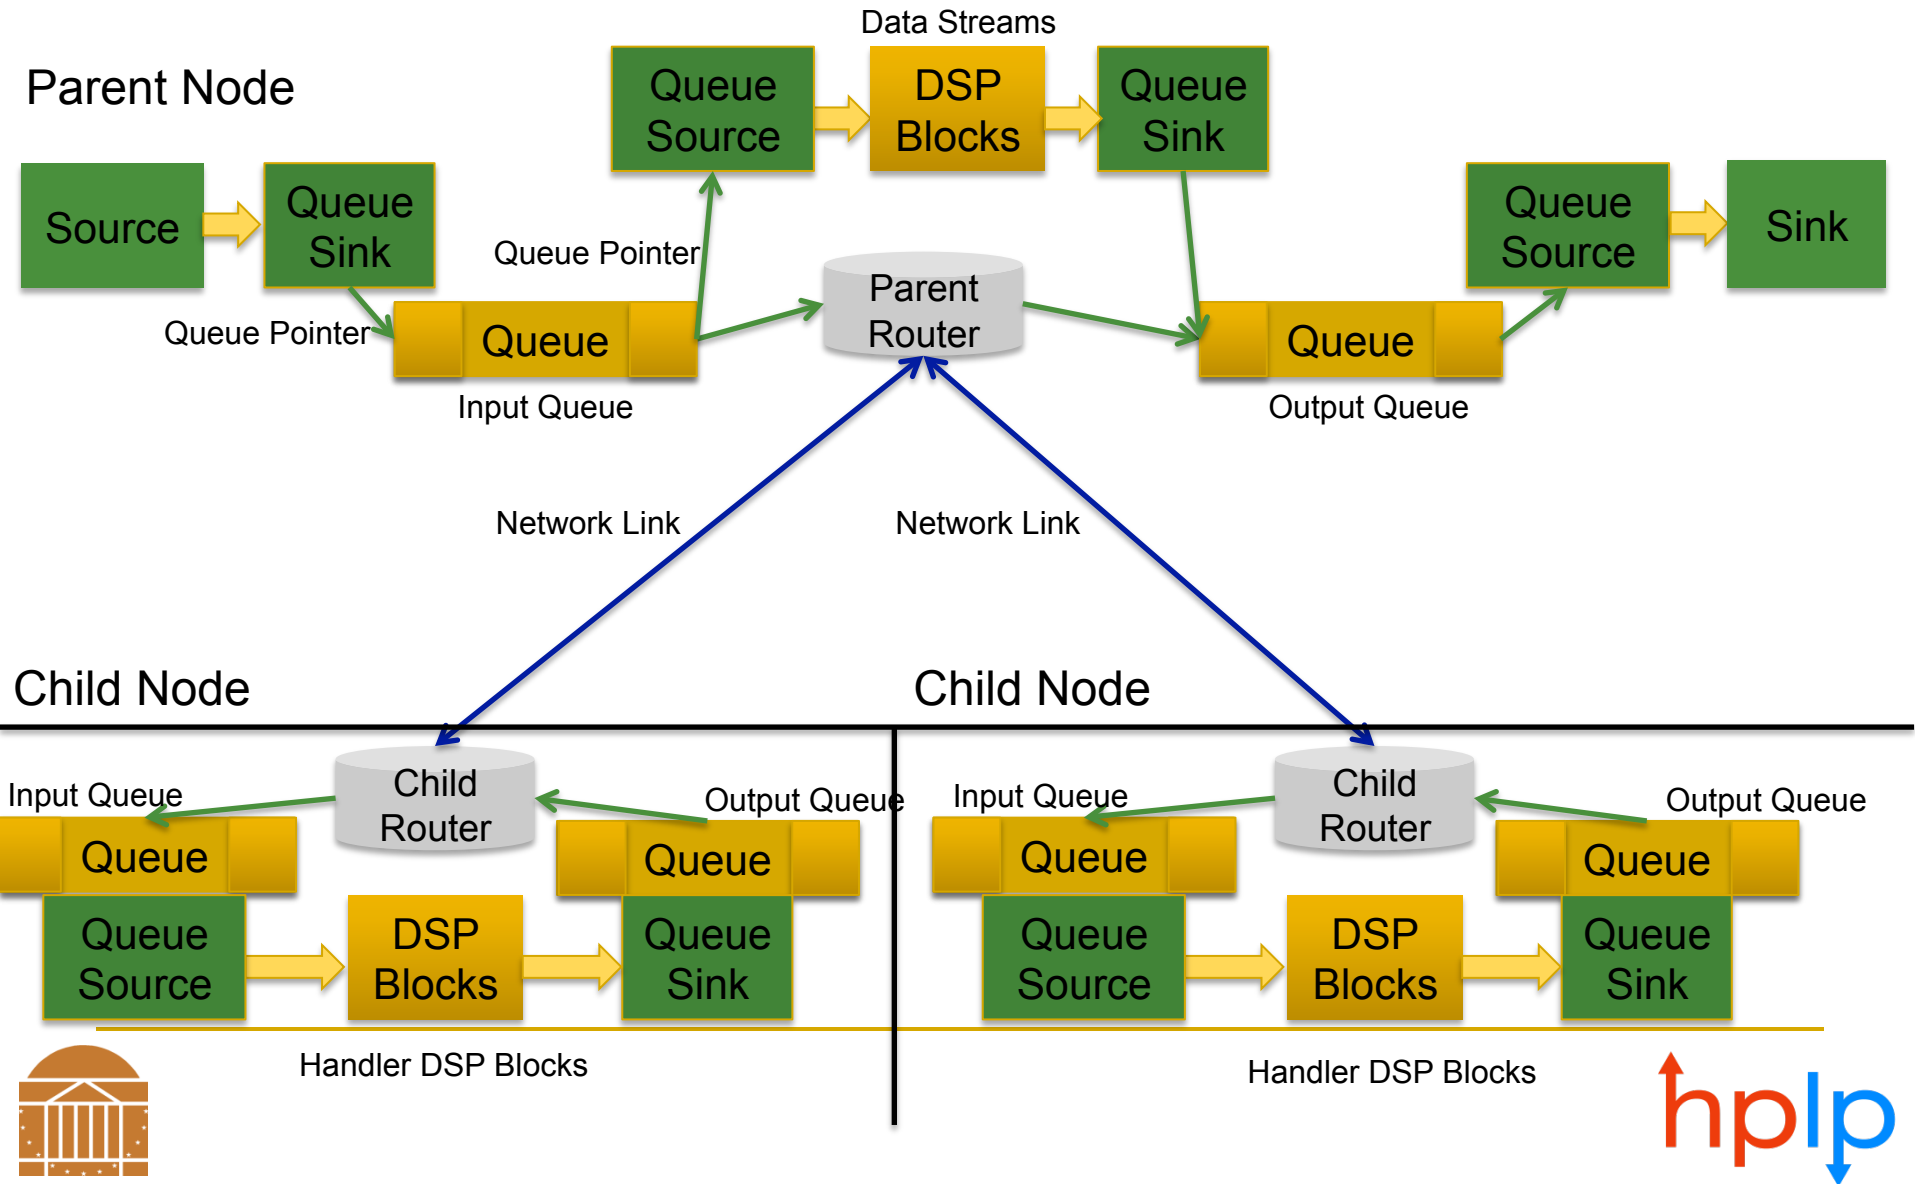 Data Streams
Parent Node
Queue
Source
DSP
Blocks
Queue
Sink
Source
Queue
Sink
Queue
Source
Sink
Queue Pointer
Parent
Router
Queue Pointer
Queue
Queue
Input Queue
Output Queue
Network Link
Network Link
Child Node
Child Node
Input Queue
Child
Router
Output Queue
Queue
Queue
Queue
Source
DSP
Blocks
Queue
Sink
Handler DSP Blocks
Input Queue
Child
Router
Output Queue
Queue
Queue
Queue
Source
DSP
Blocks
Queue
Sink
Handler DSP Blocks
hplp